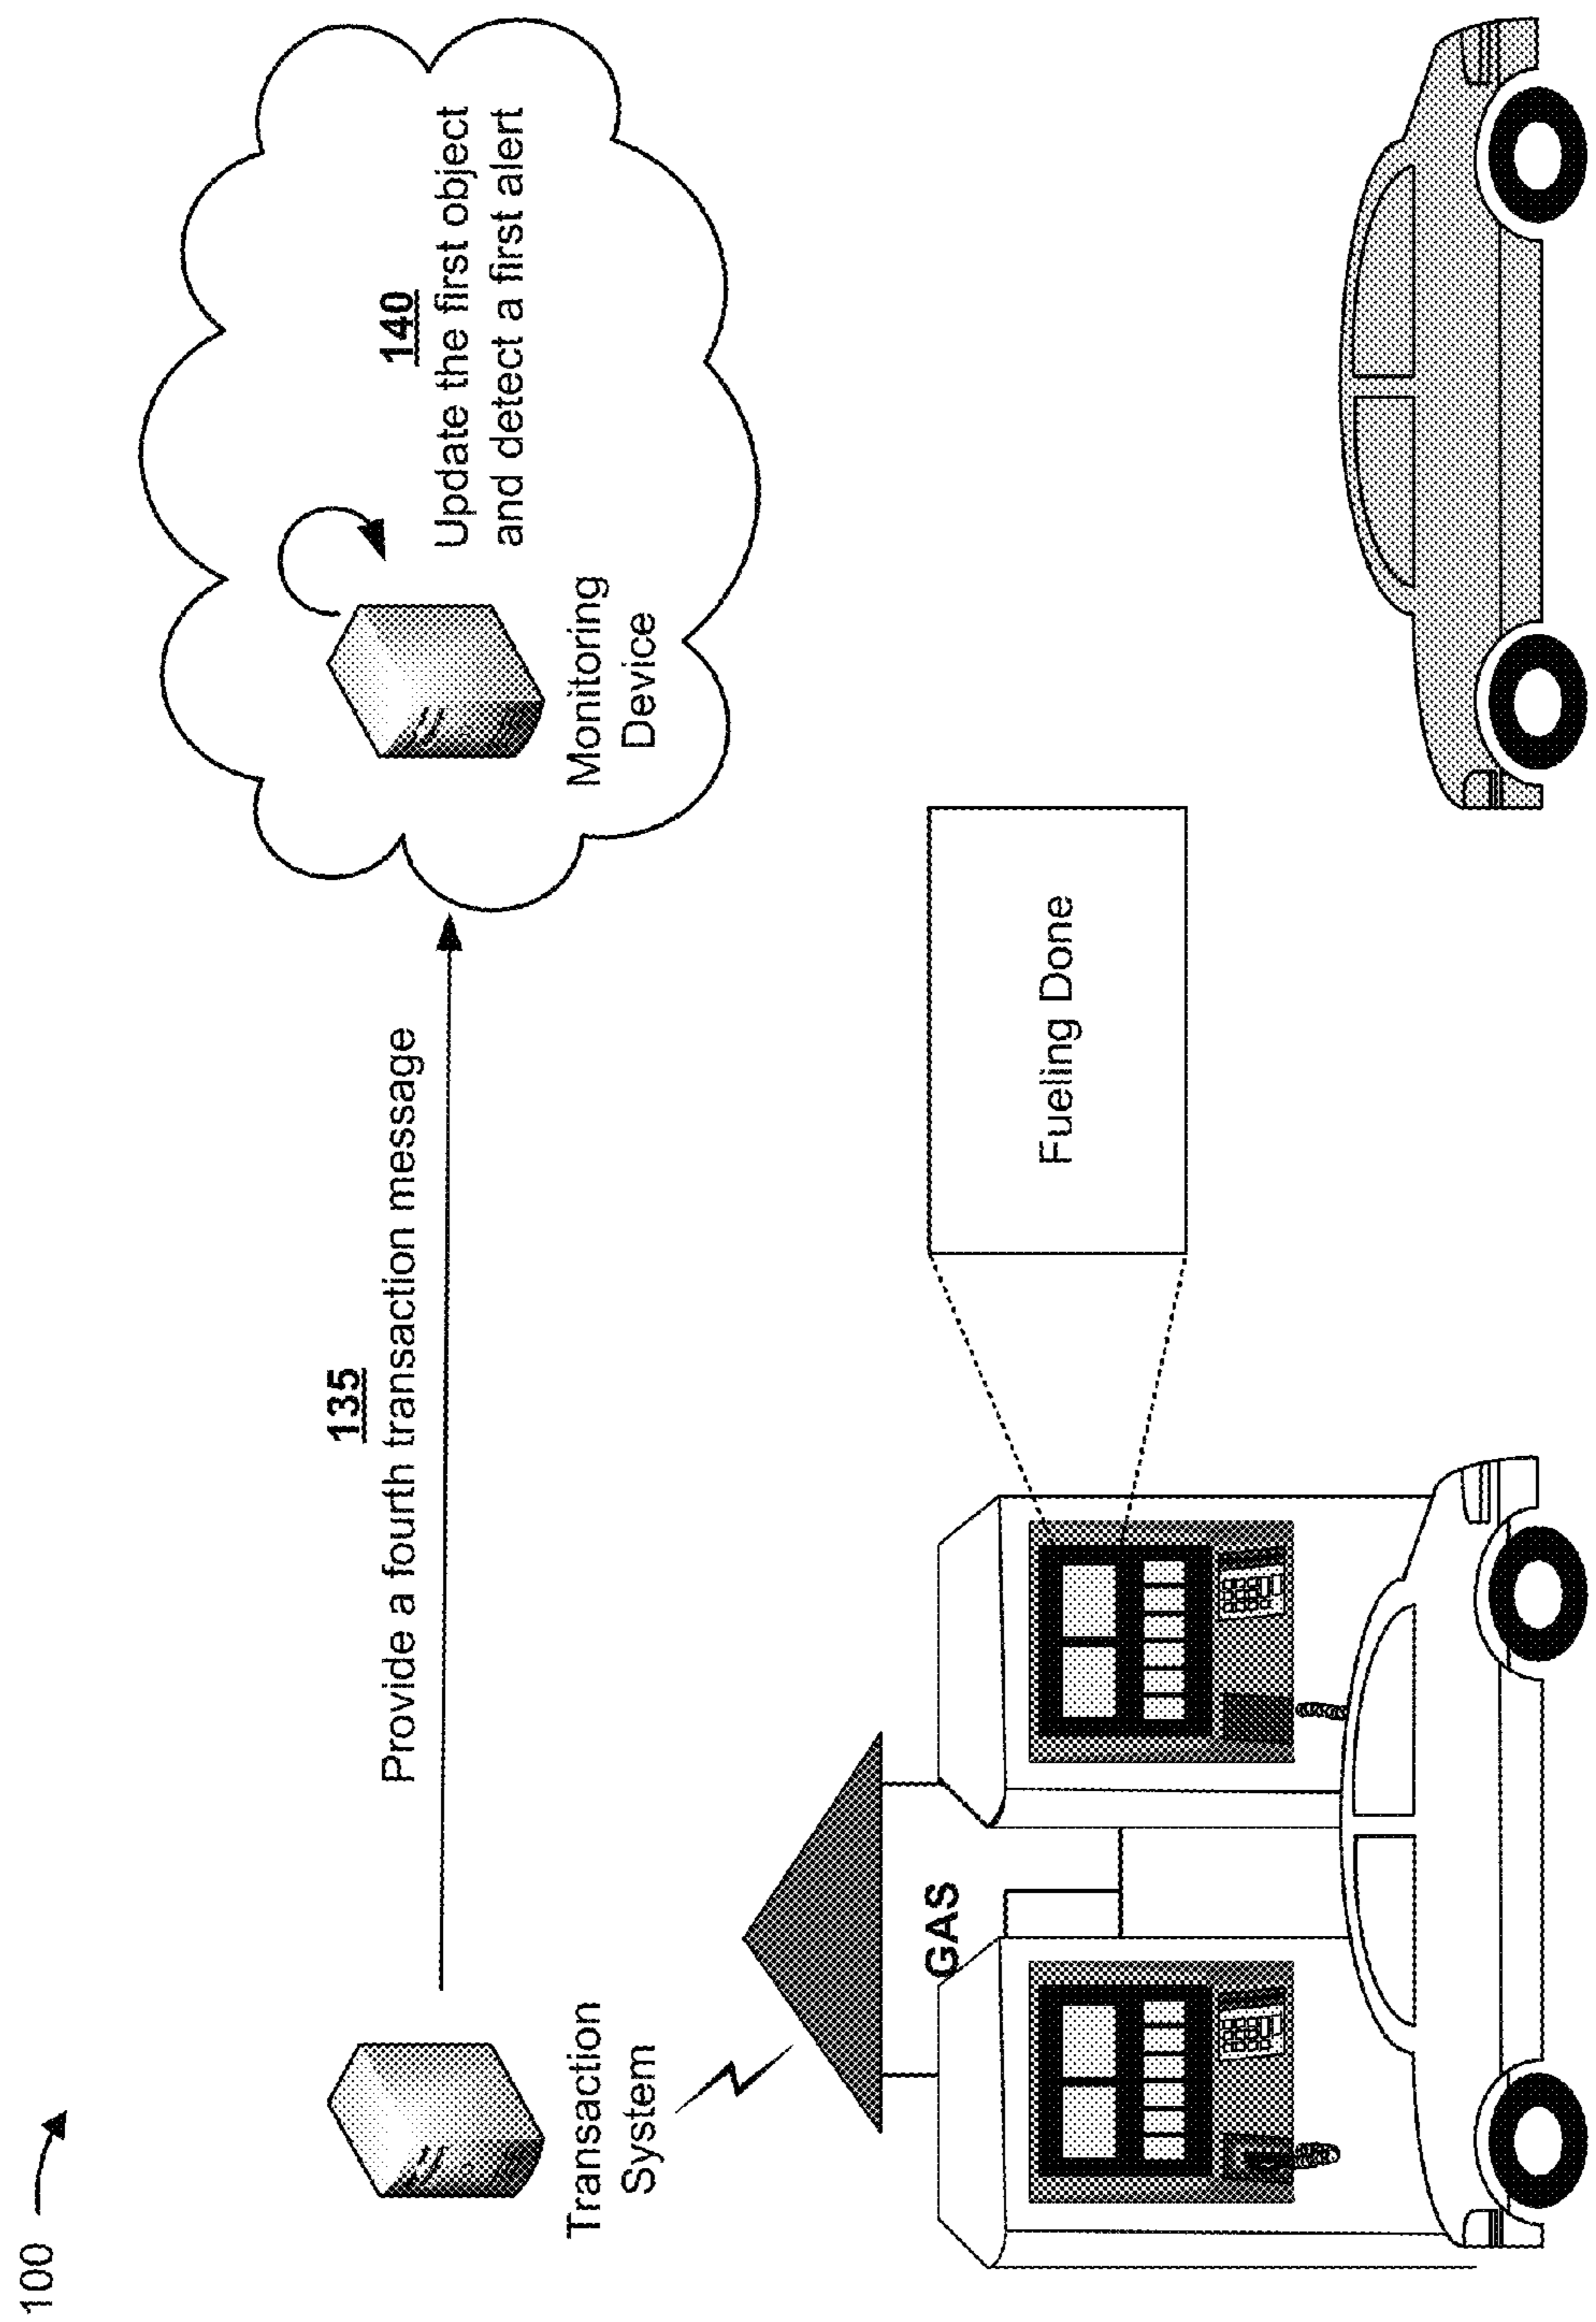 100
135
Provide a fourth transaction message
140
Update the first object
and detect a first alert
Transaction
System
Monitoring
Device
GAS
Fueling Done